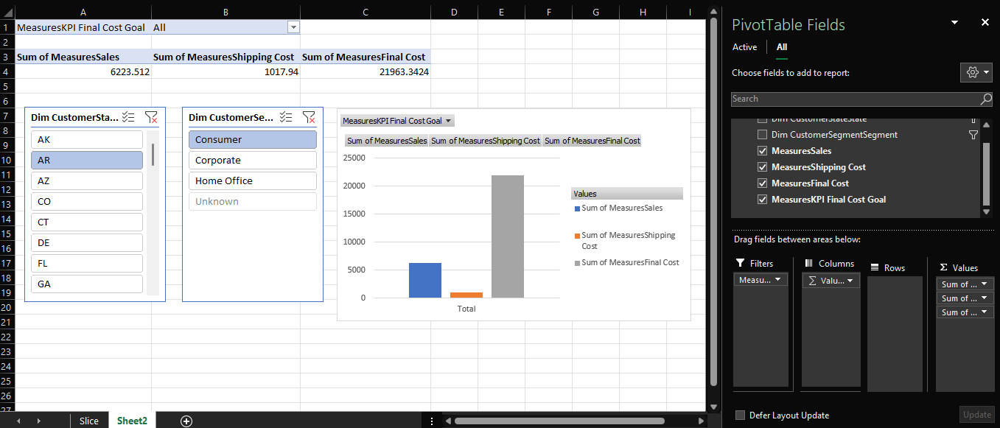 A B C D E F G H I
1 MeasuresKPI Final Cost Goal All
2
3 Sum of MeasuresSales Sum of MeasuresShipping Cost Sum of MeasuresFinal Cost
4 6223.512 1017.94 21963.3424
5
6
7
8
9
10
11
12
13
14
15
16
17
18
19
20
21
22
23
24
25
26
27
Dim CustomerSta...
AK
AR
AZ
CO
CT
DE
FL
GA
Dim CustomerSe...
Consumer
Corporate
Home Office
Unknown
MeasuresKPI Final Cost Goal
Sum of MeasuresSales Sum of MeasuresShipping Cost Sum of MeasuresFinal Cost
25000
20000
15000
10000
5000
0
Total
Values
Sum of MeasuresSales
Sum of MeasuresShipping
Cost
Sum of MeasuresFinal Cost
Slice Sheet2
PivotTable Fields
Active All
Choose fields to add to report:
Search
Dim CustomerStateState
Dim CustomerSegmentSegment
MeasuresSales
MeasuresShipping Cost
MeasuresFinal Cost
MeasuresKPI Final Cost Goal
Drag fields between areas below:
Filters
Measu...
Columns
Σ Valu...
Rows
Σ Values
Sum of ...
Sum of ...
Sum of ...
Defer Layout Update
Update